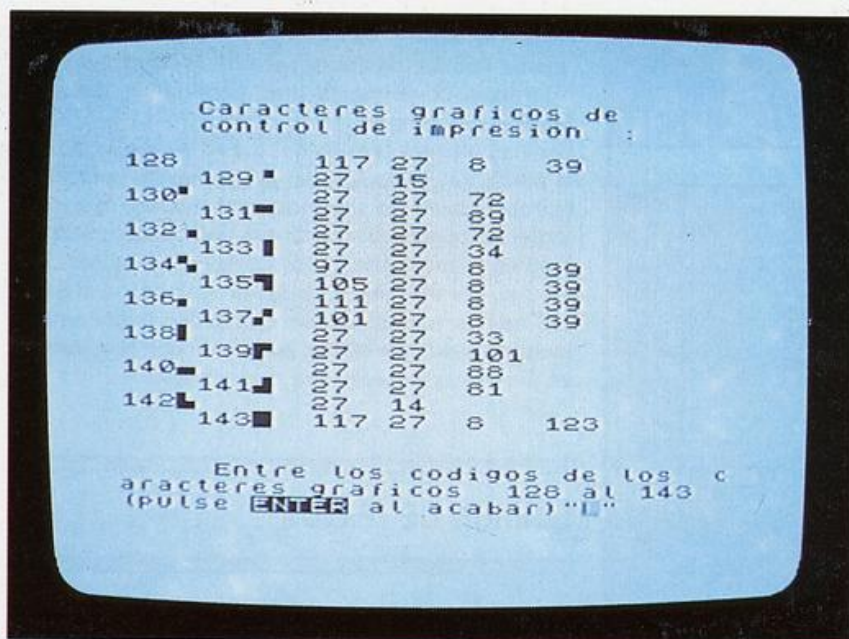 Caracteres graficos de
control de impresion :
128 117 27 8 39
129 ▝ 27 15
130▘ 27 27 72
131▀ 27 27 89
132▗ 27 27 72
133▐ 27 27 34
134▚ 97 27 8 39
135▜ 105 27 8 39
136▖ 111 27 8 39
137▞ 101 27 8 39
138▌ 27 27 33
139▛ 27 27 101
140▄ 27 27 88
141▟ 27 27 81
142▙ 27 14
143█ 117 27 8 123
Entre los codigos de los c
aracteres graficos 128 al 143
(pulse ENTER al acabar)"L"